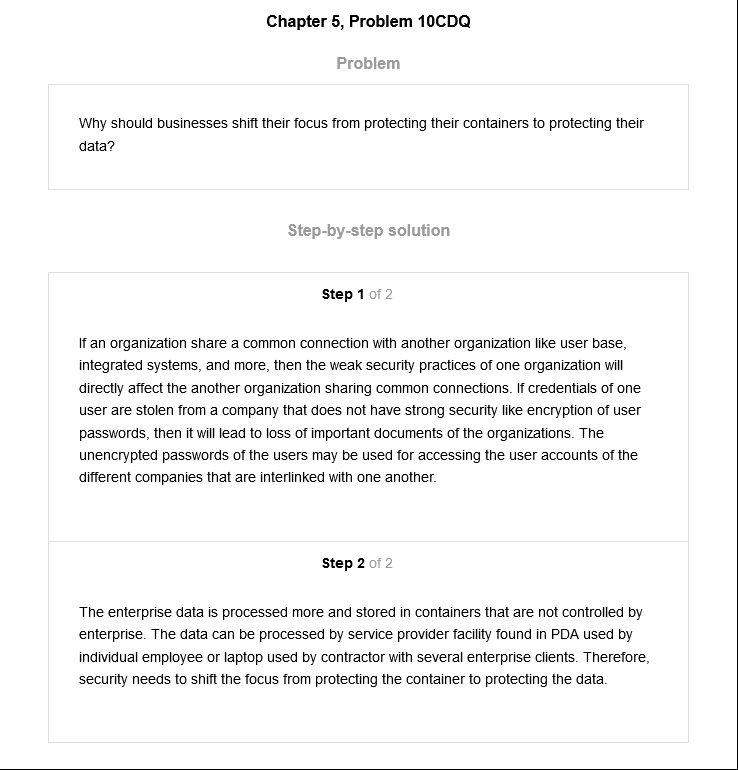 Chapter 5, Problem 10CDQ
Problem
Why should businesses shift their focus from protecting their containers to protecting their
data?
Step-by-step solution
Step 1 of 2
If an organization share a common connection with another organization like user base,
integrated systems, and more, then the weak security practices of one organization will
directly affect the another organization sharing common connections. If credentials of one
user are stolen from a company that does not have strong security like encryption of user
passwords, then it will lead to loss of important documents of the organizations. The
unencrypted passwords of the users may be used for accessing the user accounts of the
different companies that are interlinked with one another.
Step 2 of 2
The enterprise data is processed more and stored in containers that are not controlled by
enterprise. The data can be processed by service provider facility found in PDA used by
individual employee or laptop used by contractor with several enterprise clients. Therefore,
security needs to shift the focus from protecting the container to protecting the data.